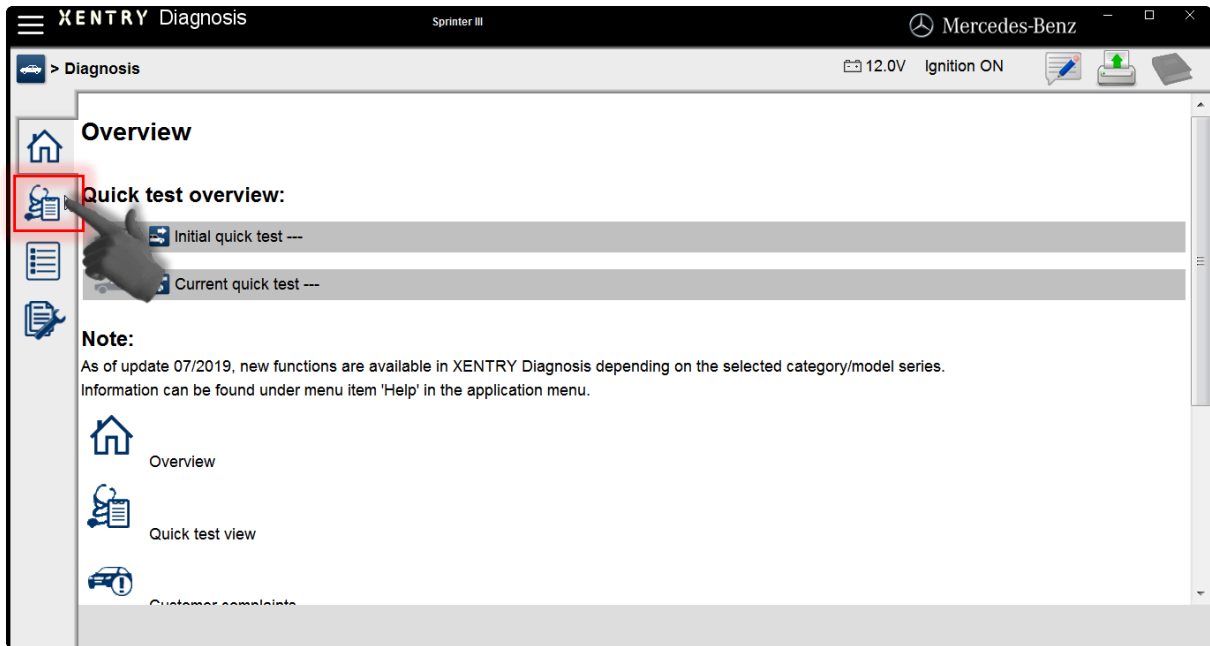 XENTRY Diagnosis
Sprinter III
Mercedes-Benz
> Diagnosis
12.0V
Ignition ON
Overview
Quick test overview:
Initial quick test ---
Current quick test ---
Note:
As of update 07/2019, new functions are available in XENTRY Diagnosis depending on the selected category/model series.
Information can be found under menu item 'Help' in the application menu.
Overview
Quick test view
Customer complaints